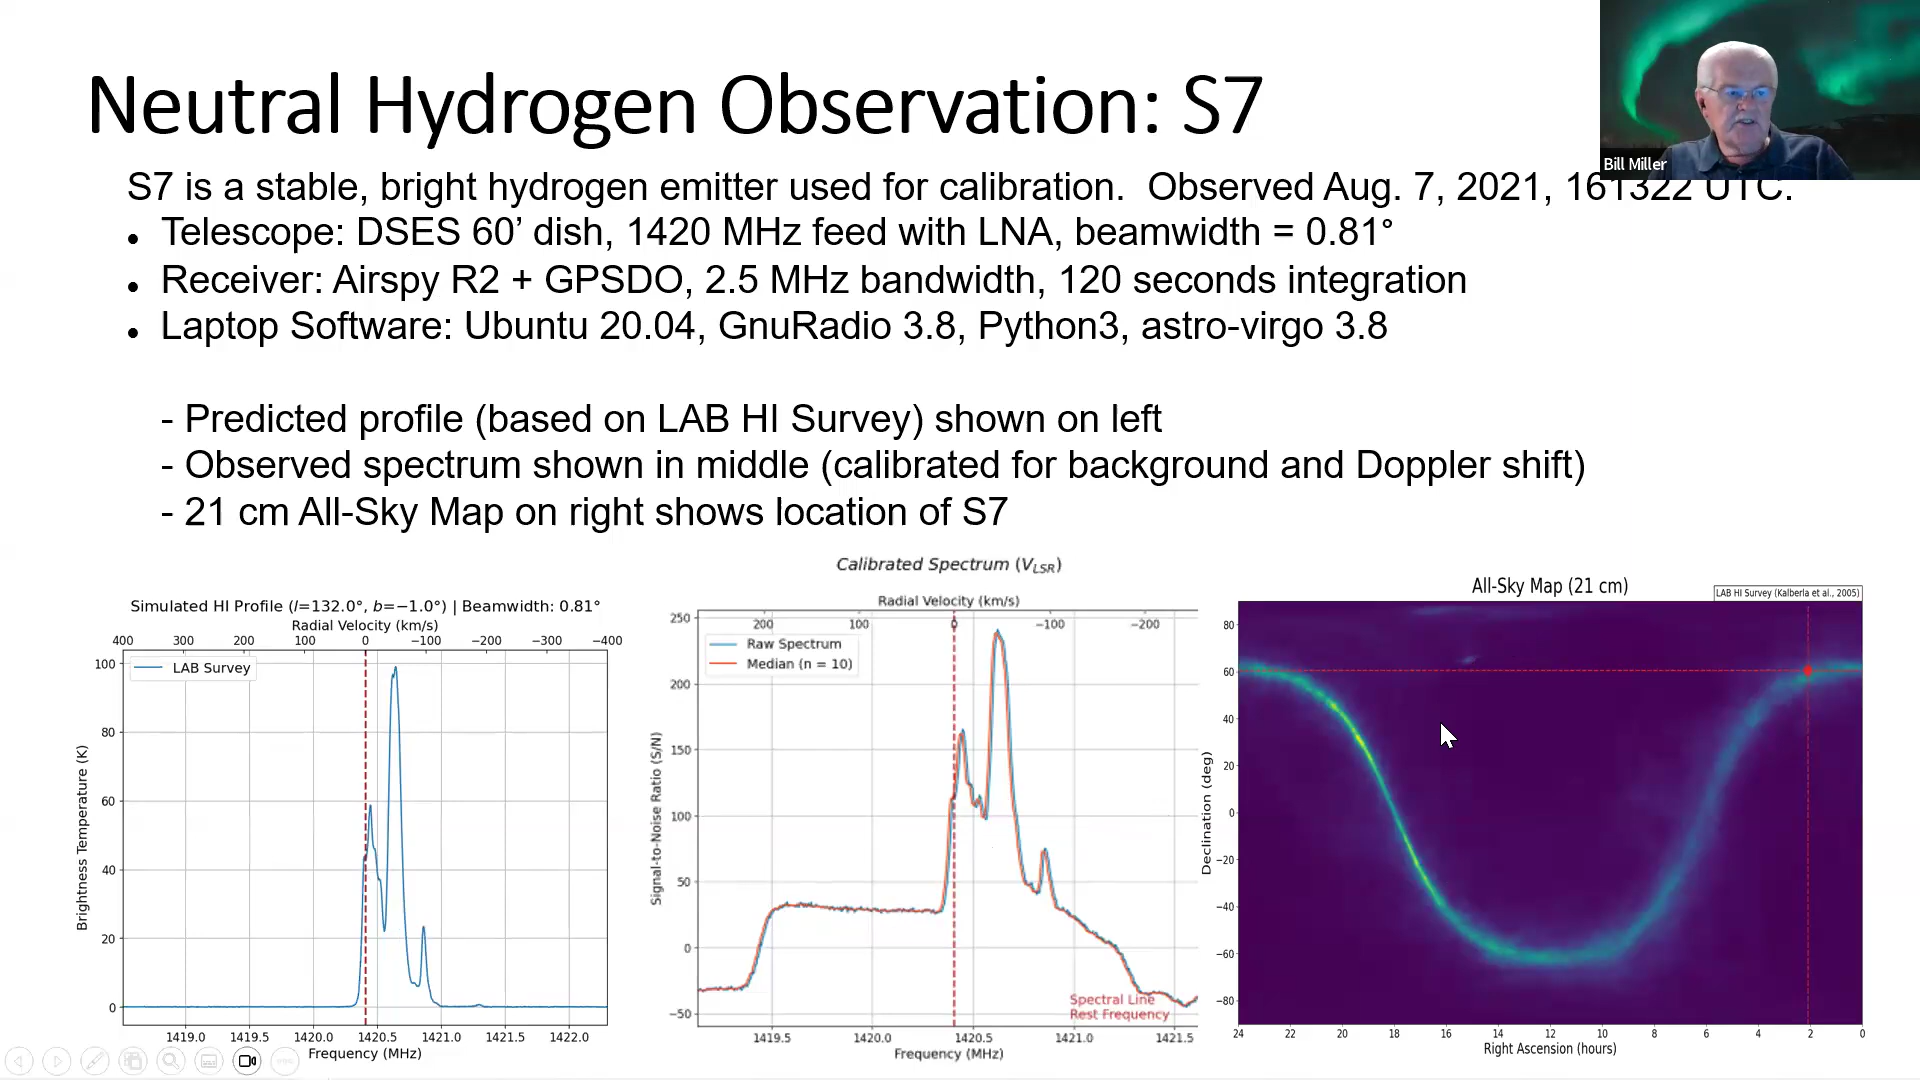 Neutral Hydrogen Observation: S7
Bill Miller
S7 is a stable, bright hydrogen emitter used for calibration. Observed Aug. 7, 2021, 161322 UTC.
• Telescope: DSES 60’ dish, 1420 MHz feed with LNA, beamwidth = 0.81°
• Receiver: Airspy R2 + GPSDO, 2.5 MHz bandwidth, 120 seconds integration
• Laptop Software: Ubuntu 20.04, GnuRadio 3.8, Python3, astro-virgo 3.8
- Predicted profile (based on LAB HI Survey) shown on left
- Observed spectrum shown in middle (calibrated for background and Doppler shift)
- 21 cm All-Sky Map on right shows location of S7
Simulated HI Profile (l=132.0°, b=−1.0°) | Beamwidth: 0.81°
Radial Velocity (km/s)
400 300 200 100 0 −100 −200 −300 −400
LAB Survey
Brightness Temperature (K)
100
80
60
40
20
0
1419.0 1419.5 1420.0 1420.5 1421.0 1421.5 1422.0
Frequency (MHz)
Calibrated Spectrum (VLSR)
Radial Velocity (km/s)
200 100 0 −100 −200
Raw Spectrum
Median (n = 10)
Signal-to-Noise Ratio (S/N)
250
200
150
100
50
0
−50
Spectral Line
Rest Frequency
1419.5 1420.0 1420.5 1421.0 1421.5
Frequency (MHz)
All-Sky Map (21 cm)
LAB HI Survey (Kalberla et al., 2005)
Declination (deg)
80
60
40
20
0
−20
−40
−60
−80
24 22 20 18 16 14 12 10 8 6 4 2 0
Right Ascension (hours)